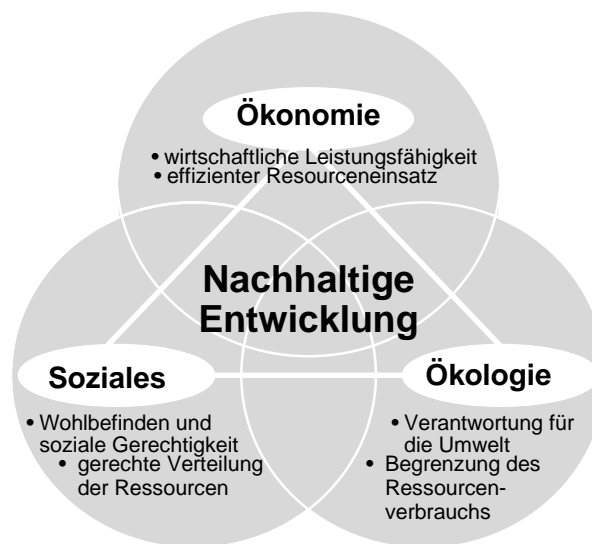 Ökonomie
• wirtschaftliche Leistungsfähigkeit
• effizienter Resourceneinsatz
Nachhaltige
Entwicklung
Soziales
• Wohlbefinden und
soziale Gerechtigkeit
• gerechte Verteilung
der Ressourcen
Ökologie
• Verantwortung für
die Umwelt
• Begrenzung des
Ressourcen-
verbrauchs